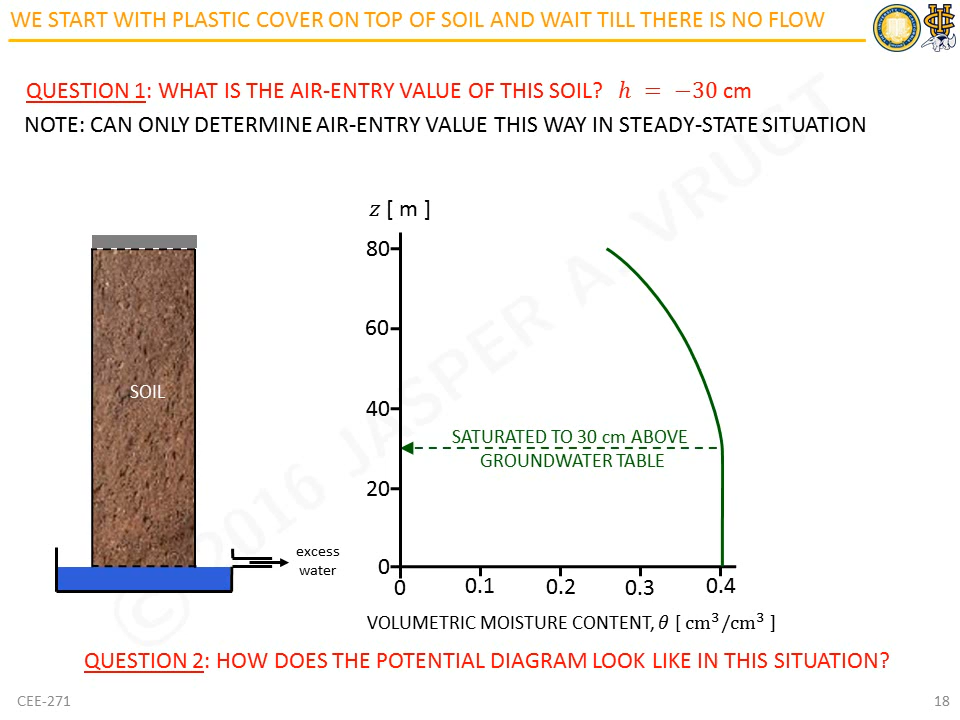 WE START WITH PLASTIC COVER ON TOP OF SOIL AND WAIT TILL THERE IS NO FLOW
QUESTION 1: WHAT IS THE AIR-ENTRY VALUE OF THIS SOIL? h = −30 cm
NOTE: CAN ONLY DETERMINE AIR-ENTRY VALUE THIS WAY IN STEADY-STATE SITUATION
z [ m ]
80
60
40
20
0
SOIL
SATURATED TO 30 cm ABOVE
GROUNDWATER TABLE
excess
water
0
0.1
0.2
0.3
0.4
VOLUMETRIC MOISTURE CONTENT, θ [ cm³/cm³ ]
© 2016 JASPER A. VRUGT
QUESTION 2: HOW DOES THE POTENTIAL DIAGRAM LOOK LIKE IN THIS SITUATION?
CEE-271
18